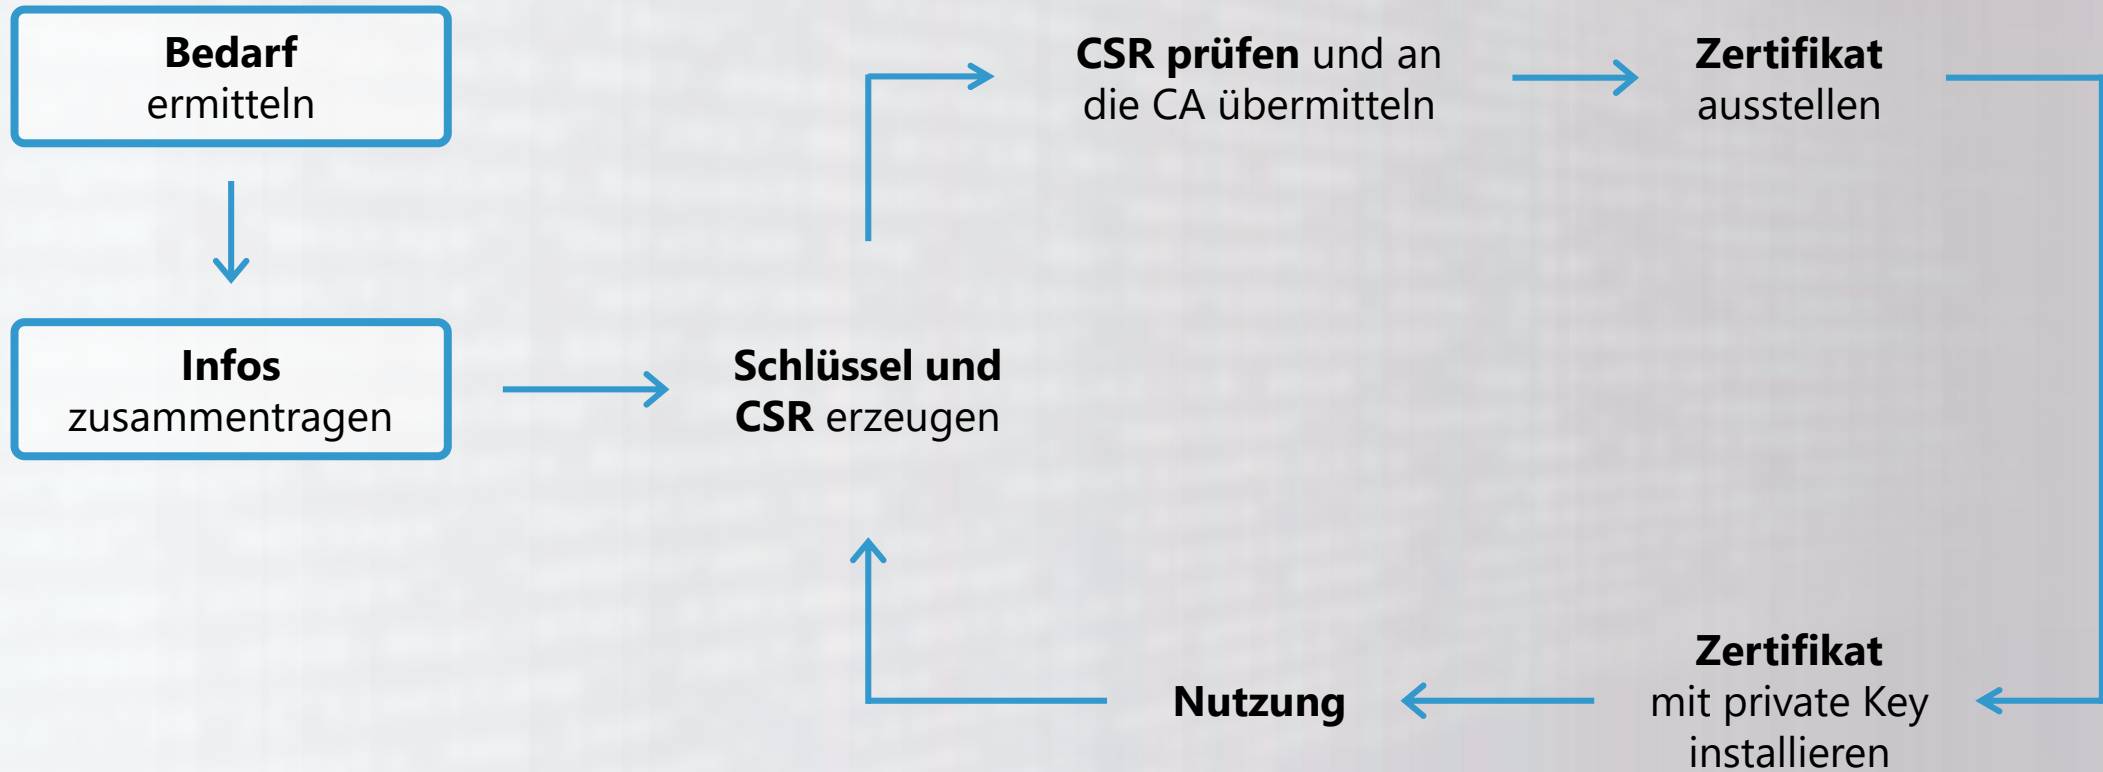 Bedarf
ermitteln
Infos
zusammentragen
Schlüssel und
CSR erzeugen
CSR prüfen und an
die CA übermitteln
Zertifikat
ausstellen
Zertifikat
mit private Key
installieren
Nutzung